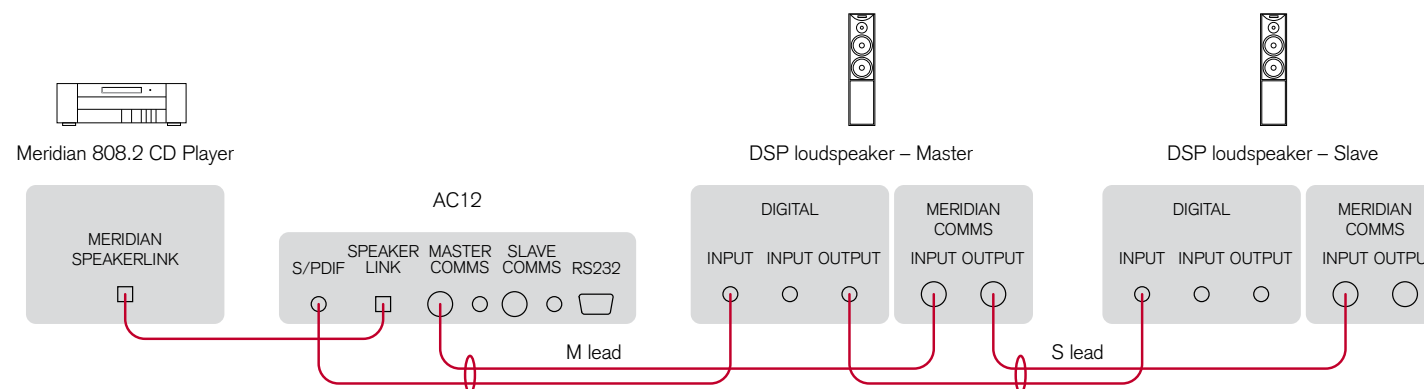 Meridian 808.2 CD Player
DSP loudspeaker – Master
DSP loudspeaker – Slave
MERIDIAN
SPEAKERLINK
AC12
S/PDIF
SPEAKER
LINK
MASTER
COMMS
SLAVE
COMMS
RS232
DIGITAL
INPUT INPUT OUTPUT
MERIDIAN
COMMS
INPUT OUTPUT
DIGITAL
INPUT INPUT OUTPUT
MERIDIAN
COMMS
INPUT OUTPU
M lead
S lead